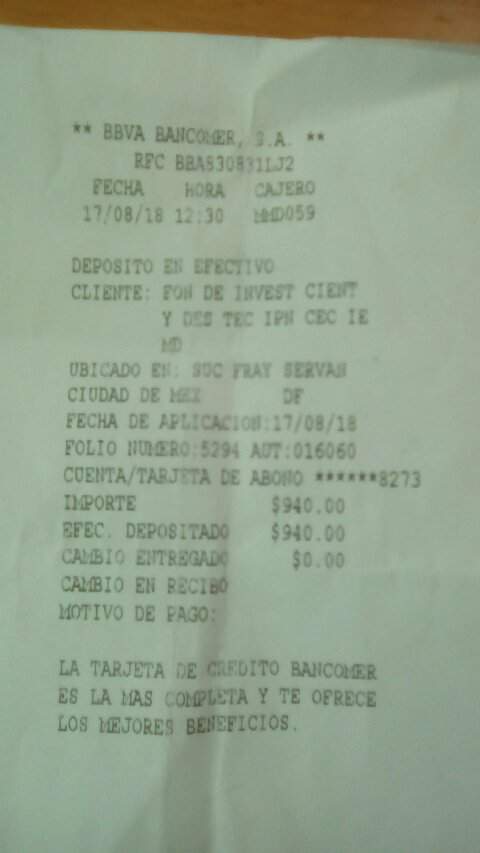 ** BBVA BANCOMER, S.A. **
RFC BBA830831LJ2
FECHA HORA CAJERO
17/08/18 12:30 MMD059
DEPOSITO EN EFECTIVO
CLIENTE: FON DE INVEST CIENT
Y DES TEC IPN CEC IE
MD
UBICADO EN: SUC FRAY SERVAN
CIUDAD DE MEX DF
FECHA DE APLICACION:17/08/18
FOLIO NUMERO:5294 AUT:016060
CUENTA/TARJETA DE ABONO ******8273
IMPORTE $940.00
EFEC. DEPOSITADO $940.00
CAMBIO ENTREGADO $0.00
CAMBIO EN RECIBO
MOTIVO DE PAGO:
LA TARJETA DE CREDITO BANCOMER
ES LA MAS COMPLETA Y TE OFRECE
LOS MEJORES BENEFICIOS.